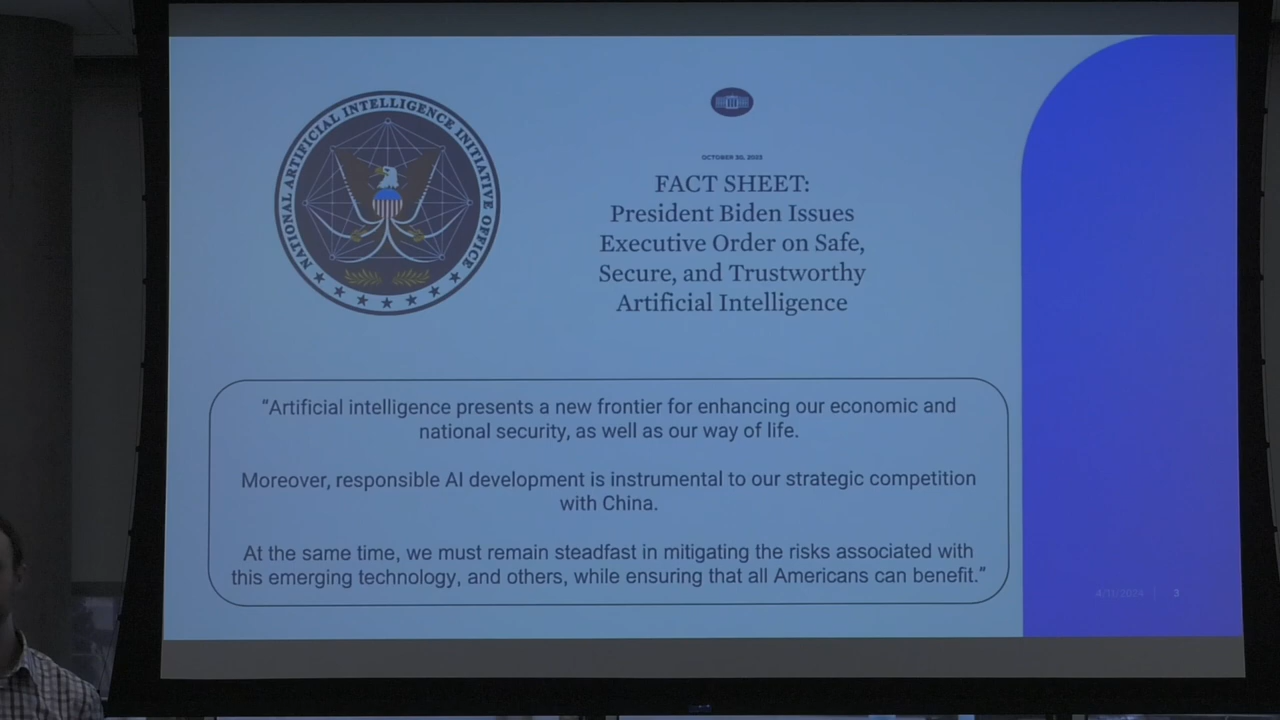 NATIONAL ARTIFICIAL INTELLIGENCE INITIATIVE OFFICE
OCTOBER 30, 2023
FACT SHEET:
President Biden Issues
Executive Order on Safe,
Secure, and Trustworthy
Artificial Intelligence
“Artificial intelligence presents a new frontier for enhancing our economic and
national security, as well as our way of life.
Moreover, responsible AI development is instrumental to our strategic competition
with China.
At the same time, we must remain steadfast in mitigating the risks associated with
this emerging technology, and others, while ensuring that all Americans can benefit.”
4/11/2024 | 3